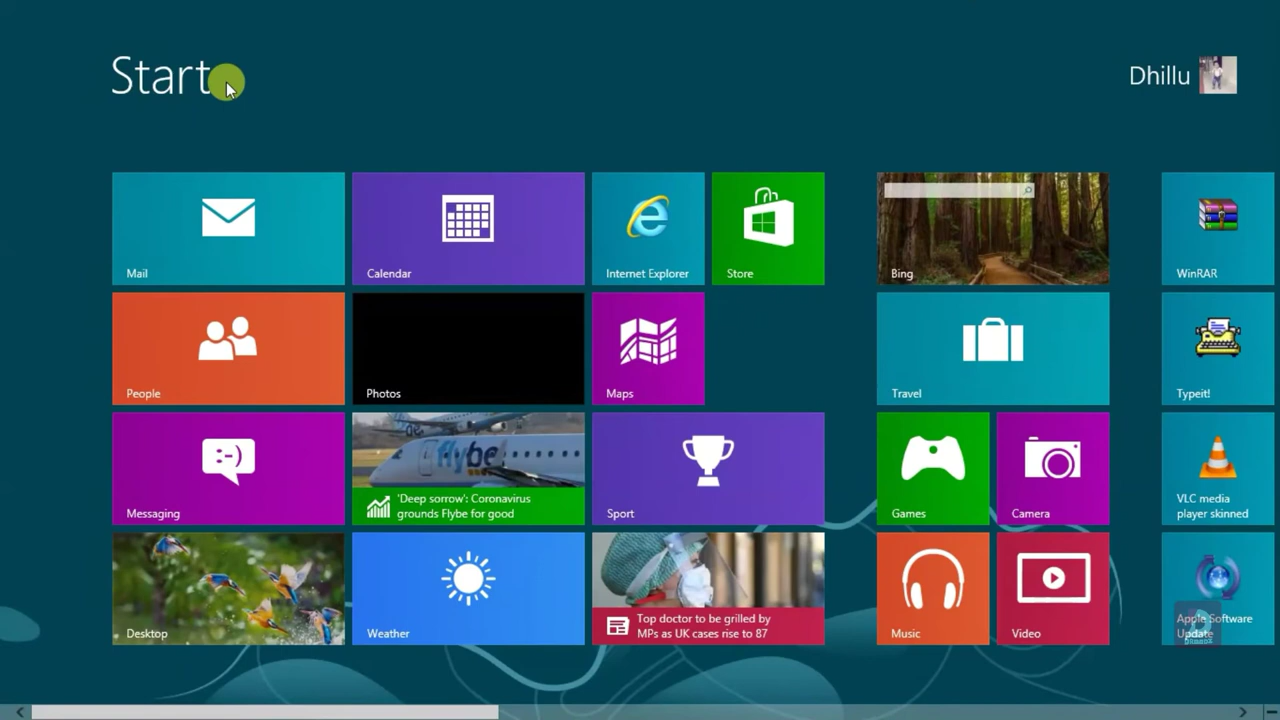 Start
Dhillu
Mail
Calendar
Internet Explorer
Store
Bing
WinRAR
People
Photos
Maps
Travel
Typeit!
Messaging
flybe
'Deep sorrow': Coronavirus
grounds Flybe for good
Sport
Games
Camera
VLC media
player skinned
Desktop
Weather
Top doctor to be grilled by
MPs as UK cases rise to 87
Music
Video
Apple Software
Update